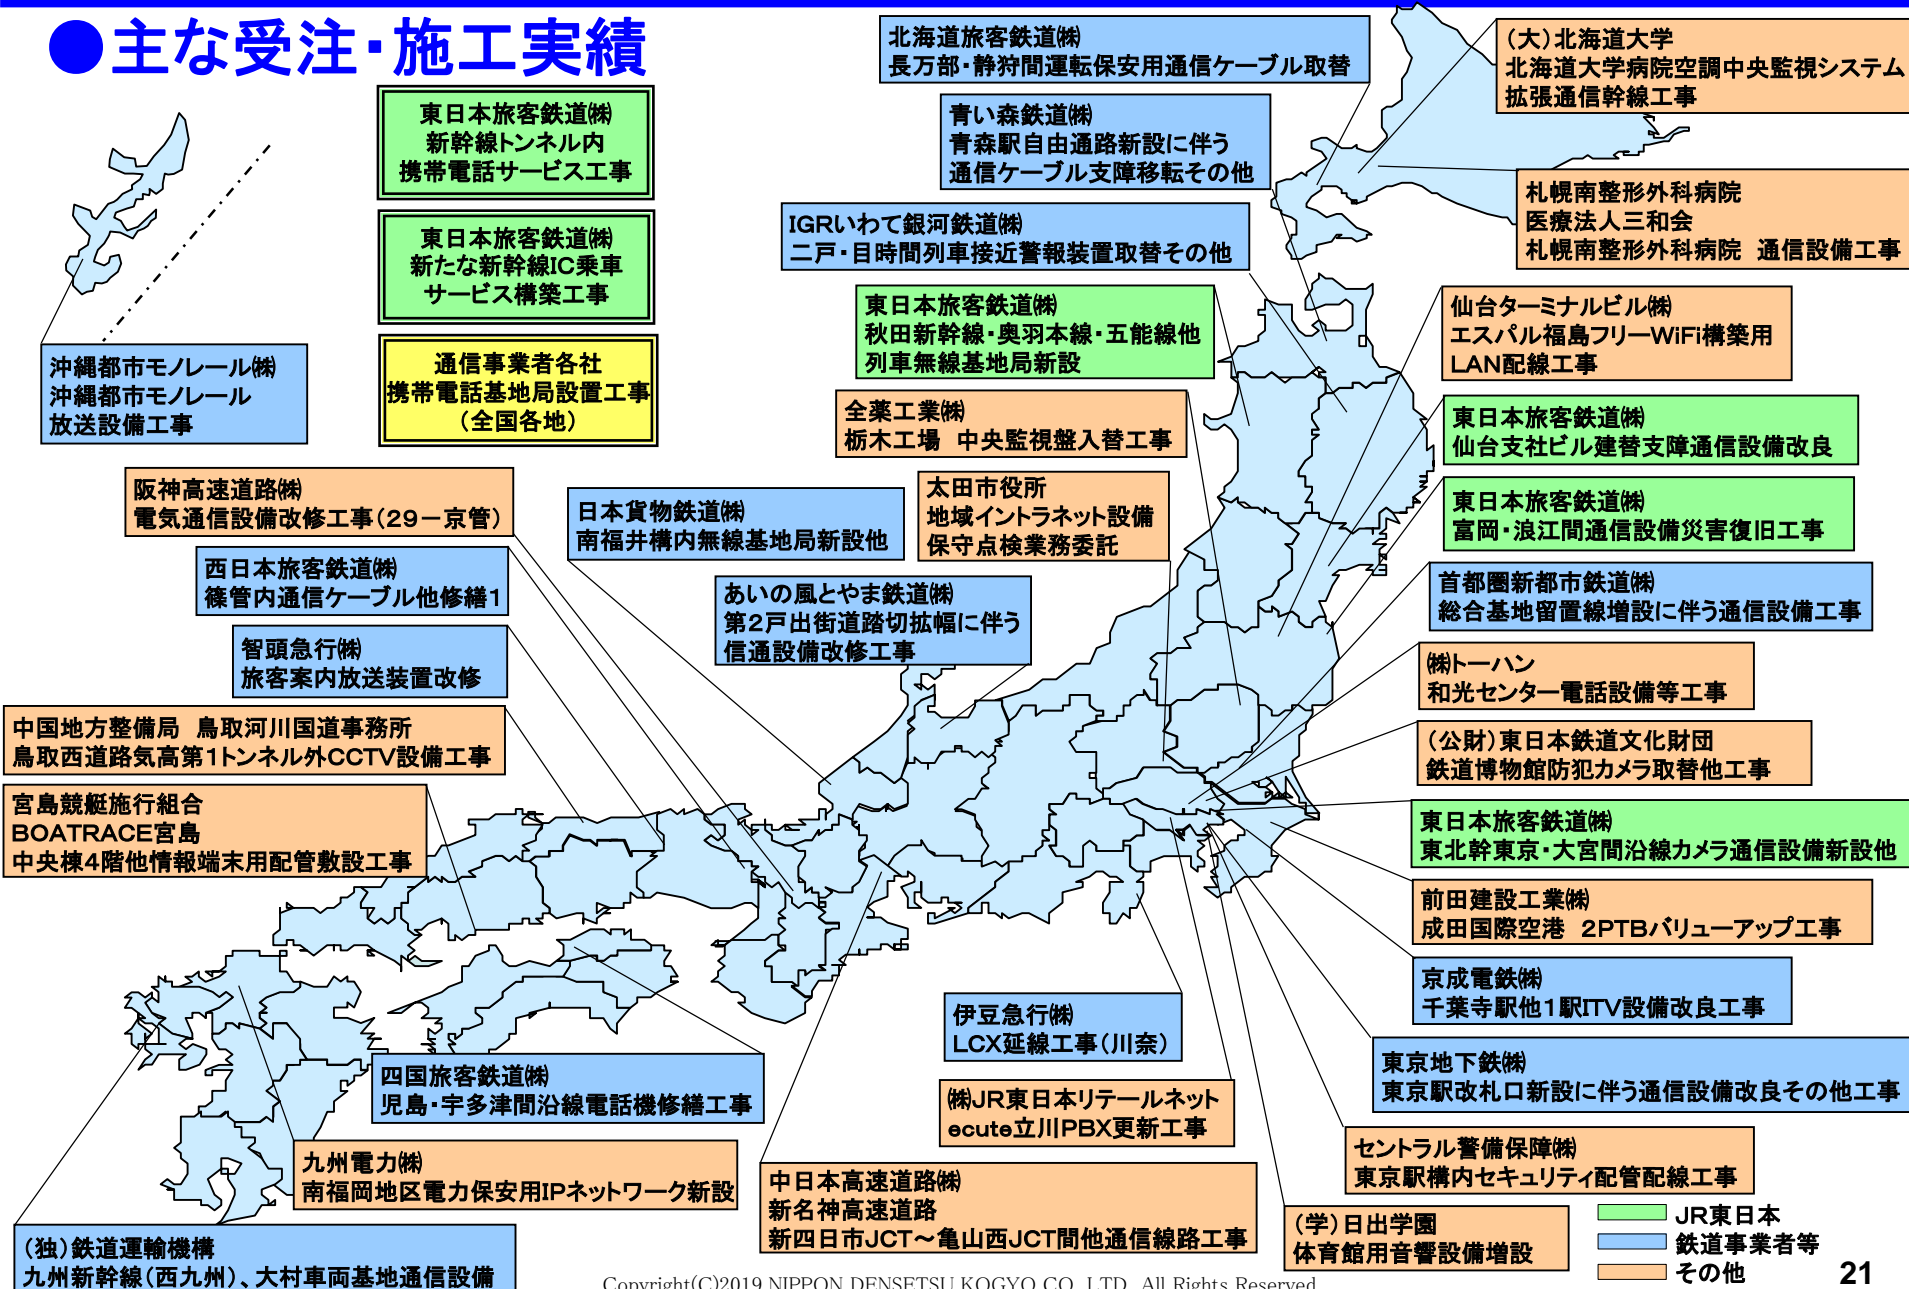 ●主な受注・施工実績
東日本旅客鉄道㈱
新幹線トンネル内
携帯電話サービス工事
東日本旅客鉄道㈱
新たな新幹線IC乗車
サービス構築工事
通信事業者各社
携帯電話基地局設置工事
（全国各地）
沖縄都市モノレール㈱
沖縄都市モノレール
放送設備工事
北海道旅客鉄道㈱
長万部・静狩間運転保安用通信ケーブル取替
青い森鉄道㈱
青森駅自由通路新設に伴う
通信ケーブル支障移転その他
IGRいわて銀河鉄道㈱
二戸・目時間列車接近警報装置取替その他
東日本旅客鉄道㈱
秋田新幹線・奥羽本線・五能線他
列車無線基地局新設
全薬工業㈱
栃木工場　中央監視盤入替工事
太田市役所
地域イントラネット設備
保守点検業務委託
日本貨物鉄道㈱
南福井構内無線基地局新設他
あいの風とやま鉄道㈱
第2戸出街道踏切拡幅に伴う
信通設備改修工事
阪神高速道路㈱
電気通信設備改修工事（29－京管）
西日本旅客鉄道㈱
篠管内通信ケーブル他修繕1
智頭急行㈱
旅客案内放送装置改修
中国地方整備局　鳥取河川国道事務所
鳥取西道路気高第1トンネル外CCTV設備工事
宮島競艇施行組合
BOATRACE宮島
中央棟4階他情報端末用配管敷設工事
（大）北海道大学
北海道大学病院空調中央監視システム
拡張通信幹線工事
札幌南整形外科病院
医療法人三和会
札幌南整形外科病院　通信設備工事
仙台ターミナルビル㈱
エスパル福島フリーWiFi構築用
LAN配線工事
東日本旅客鉄道㈱
仙台支社ビル建替支障通信設備改良
東日本旅客鉄道㈱
富岡・浪江間通信設備災害復旧工事
首都圏新都市鉄道㈱
総合基地留置線増設に伴う通信設備工事
㈱トーハン
和光センター電話設備等工事
（公財）東日本鉄道文化財団
鉄道博物館防犯カメラ取替他工事
東日本旅客鉄道㈱
東北幹東京・大宮間沿線カメラ通信設備新設他
前田建設工業㈱
成田国際空港　2PTBバリューアップ工事
京成電鉄㈱
千葉寺駅他1駅ITV設備改良工事
東京地下鉄㈱
東京駅改札口新設に伴う通信設備改良その他工事
セントラル警備保障㈱
東京駅構内セキュリティ配管配線工事
（学）日出学園
体育館用音響設備増設
伊豆急行㈱
LCX延線工事（川奈）
㈱JR東日本リテールネット
ecute立川PBX更新工事
中日本高速道路㈱
新名神高速道路
新四日市JCT～亀山西JCT間他通信線路工事
四国旅客鉄道㈱
児島・宇多津間沿線電話機修繕工事
九州電力㈱
南福岡地区電力保安用IPネットワーク新設
（独）鉄道運輸機構
九州新幹線（西九州）、大村車両基地通信設備
JR東日本
鉄道事業者等
その他
Copyright(C)2019 NIPPON DENSETSU KOGYO CO.,LTD. All Rights Reserved
21